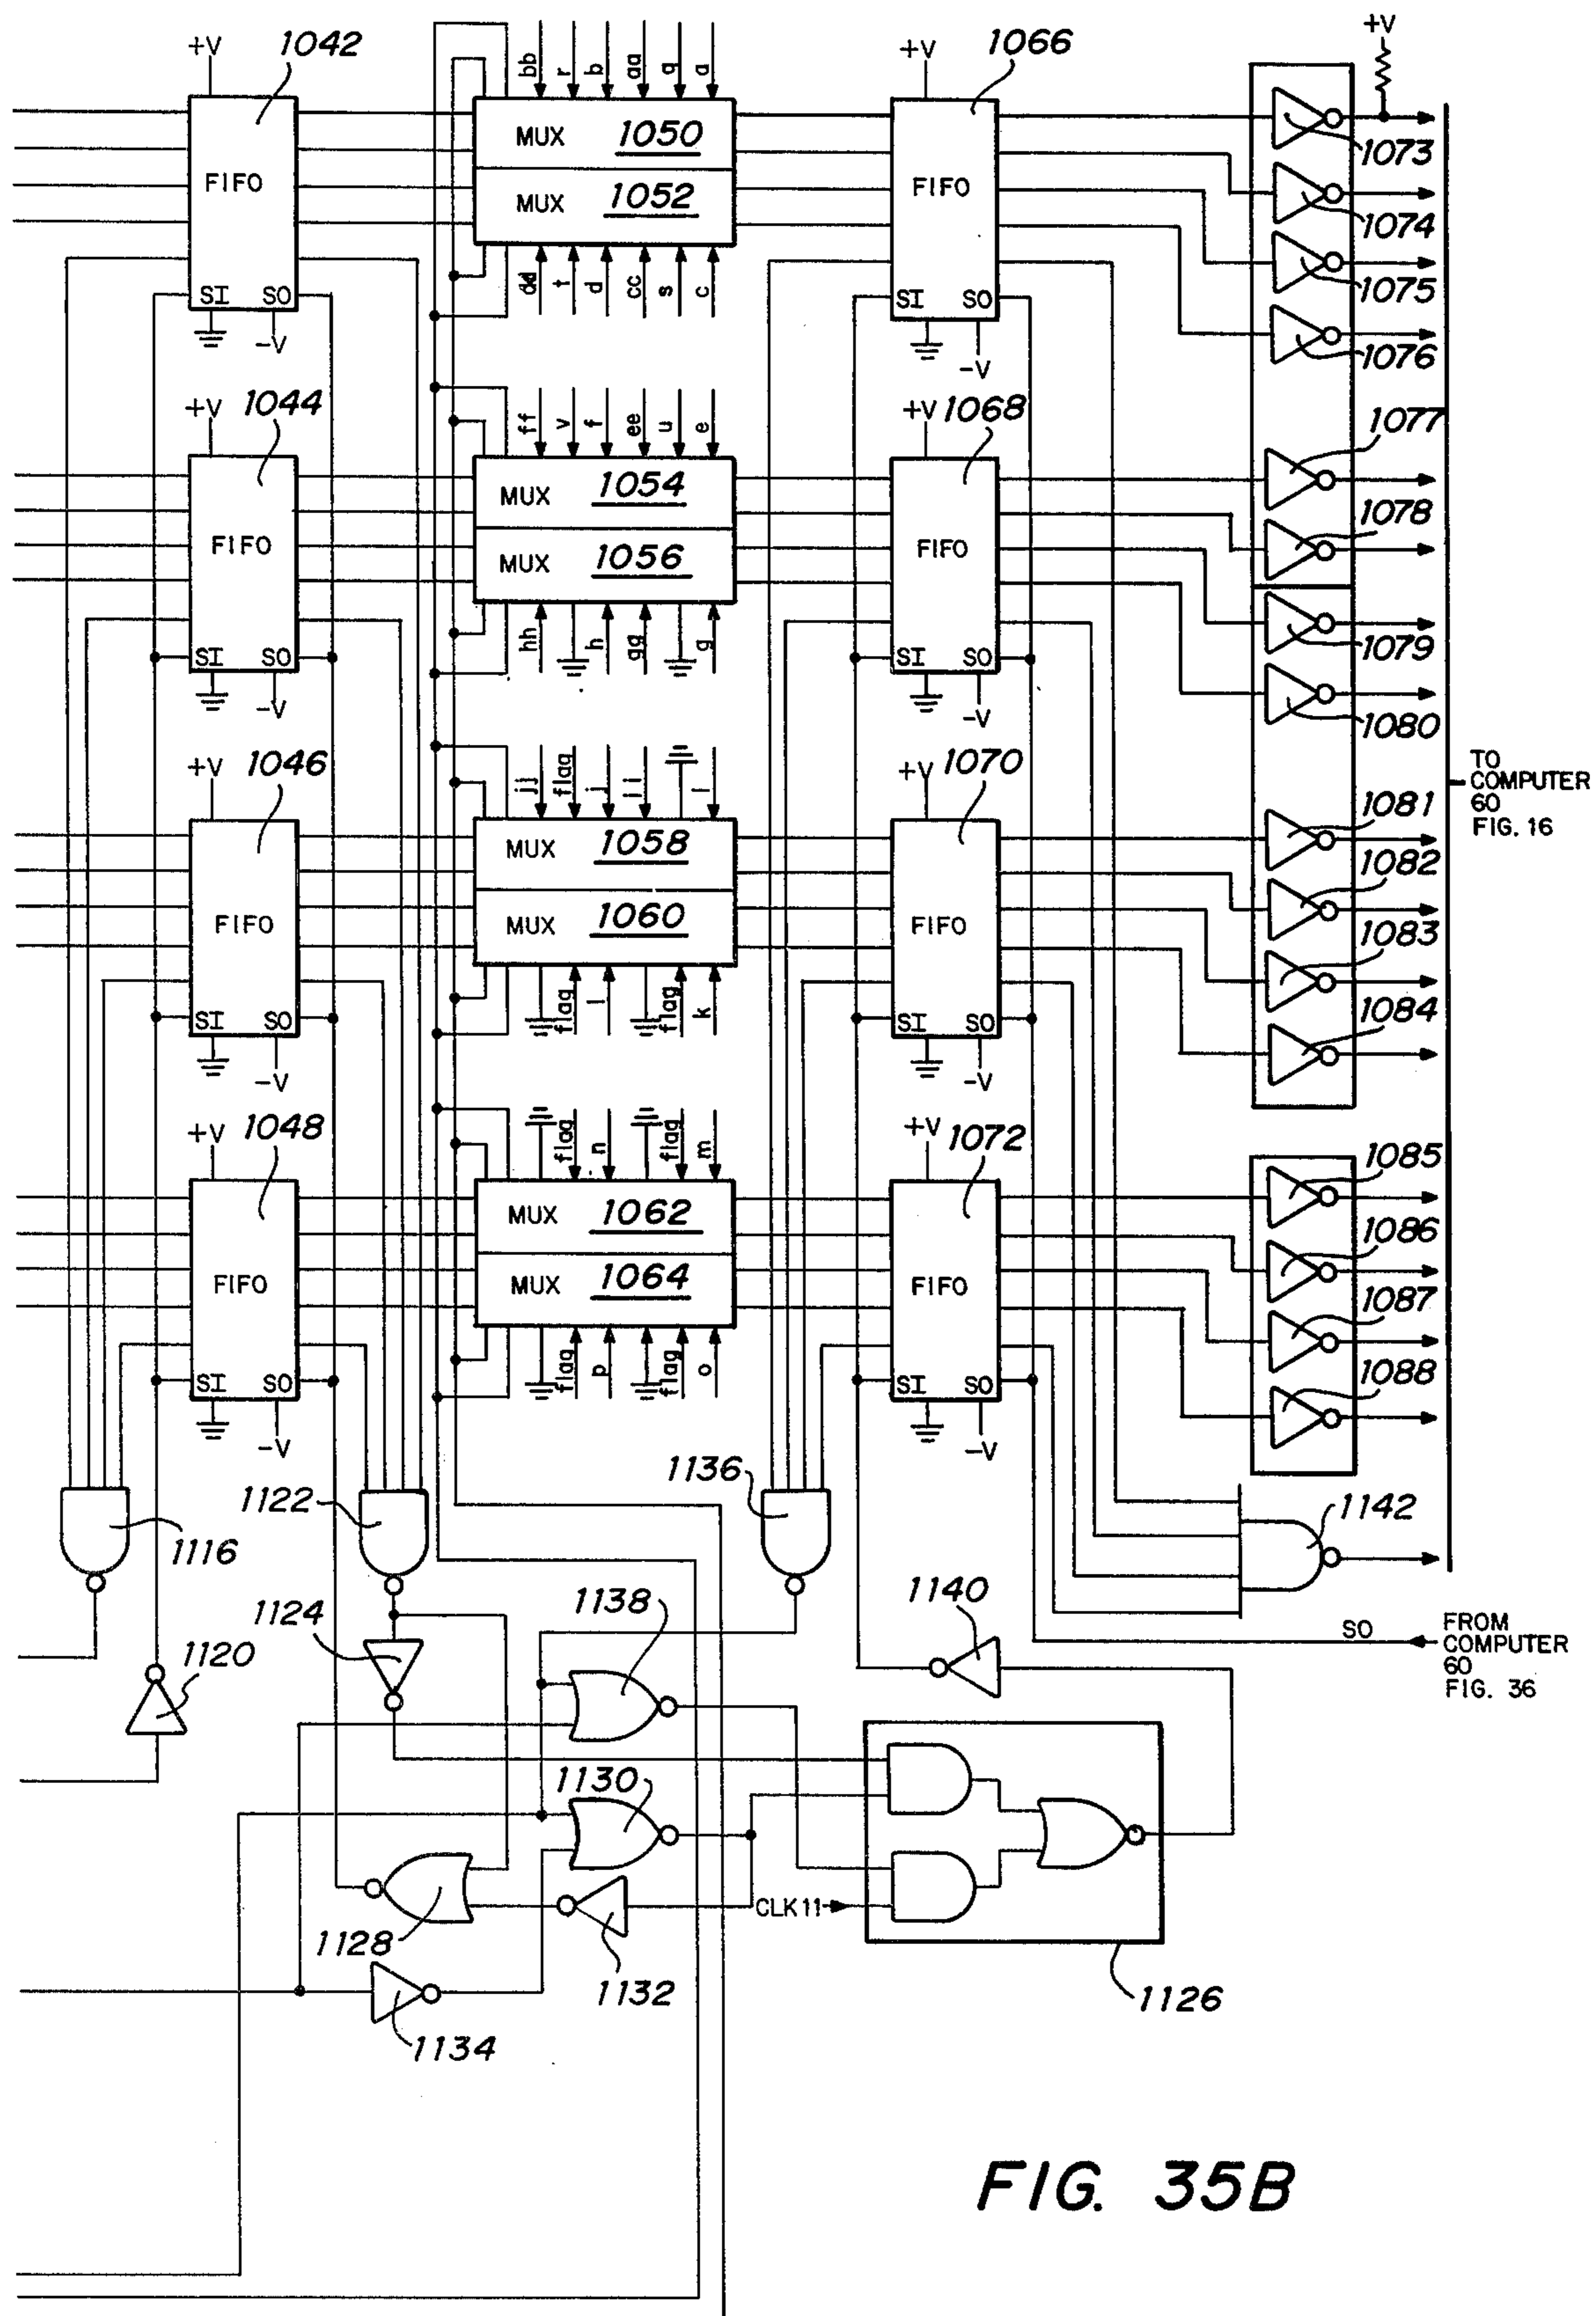 +V 1042
bb r b aa q a
+V 1066
+V
FIFO
MUX 1050
MUX 1052
FIFO
1073
1074
1075
1076
SI SO
-V
dd t d cc s c
SI SO
-V
+V 1044
ff v f ee u e
+V 1068
1077
1078
FIFO
MUX 1054
MUX 1056
FIFO
1079
1080
SI SO
-V
hh h gg g
SI SO
-V
+V 1046
jj flag j ii i
+V 1070
TO
COMPUTER
60
FIG. 16
FIFO
MUX 1058
MUX 1060
FIFO
1081
1082
1083
1084
SI SO
-V
flag l flag k
SI SO
-V
+V 1048
flag n flag m
+V 1072
FIFO
MUX 1062
MUX 1064
FIFO
1085
1086
1087
1088
SI SO
-V
flag p flag o
SI SO
-V
1116
1122
1136
1142
1120
1124
1138
1140
SO
FROM
COMPUTER
60
FIG. 36
1130
1128
1132
CLK11
1126
1134
FIG. 35B